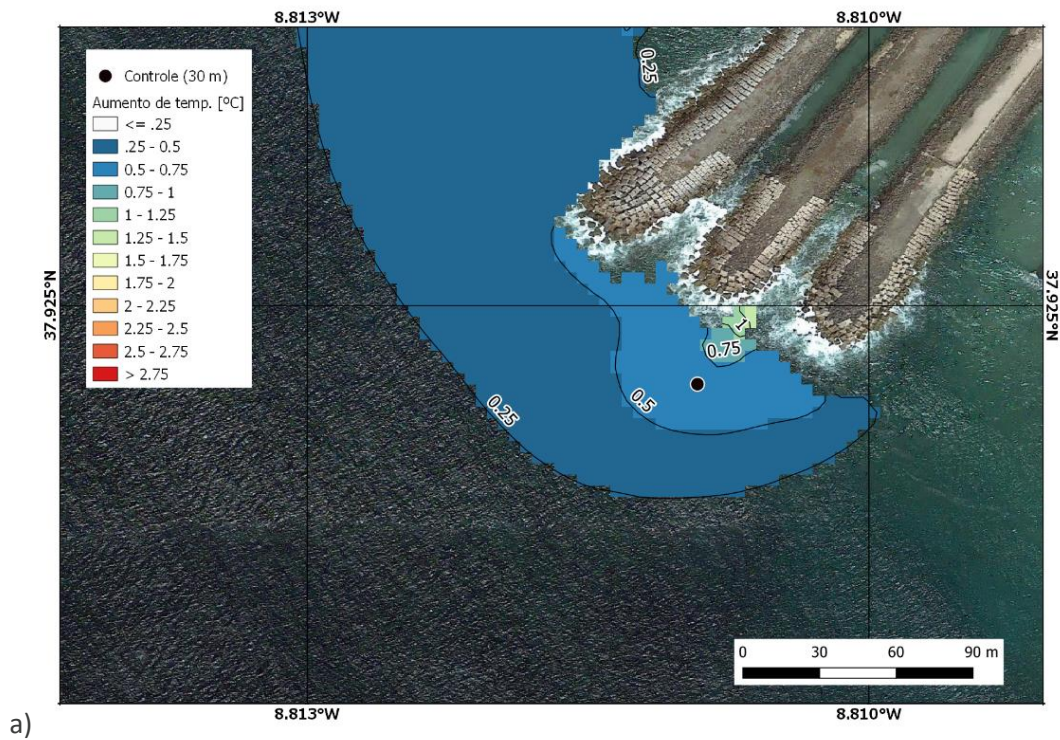 8.813°W 8.810°W
Controle (30 m)
Aumento de temp. [ºC]
<= .25
.25 - 0.5
0.5 - 0.75
0.75 - 1
1 - 1.25
1.25 - 1.5
1.5 - 1.75
1.75 - 2
2 - 2.25
2.25 - 2.5
2.5 - 2.75
> 2.75
0.25
37.925°N
37.925°N
1
0.75
0.5
0.25
0 30 60 90 m
8.813°W 8.810°W
a)